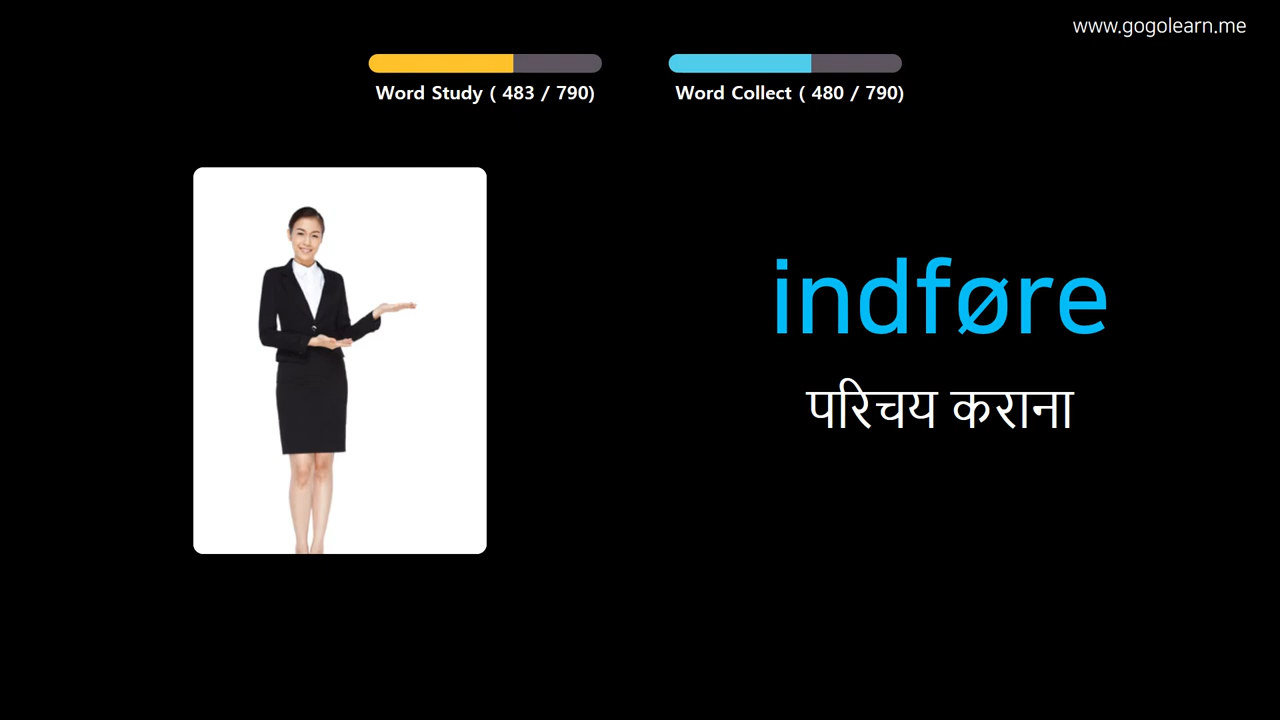 www.gogolearn.me
Word Study ( 483 / 790)
Word Collect ( 480 / 790)
indføre
परिचय कराना